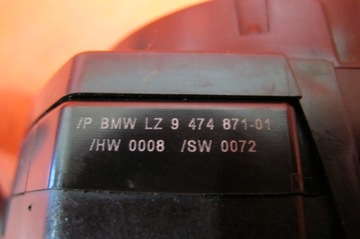 /P BMW LZ 9 474 871-01
/HW 0008 /SW 0072